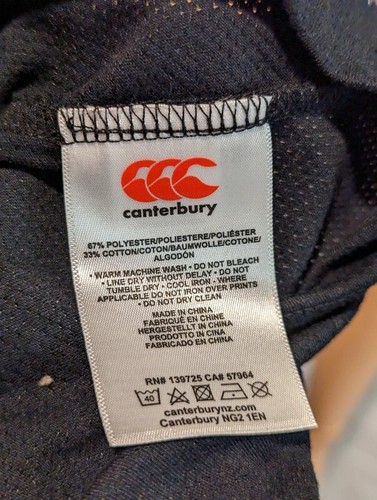 canterbury
67% POLYESTER/POLIESTERE/POLIÉSTER
33% COTTON/COTON/BAUMWOLLE/COTONE/
ALGODÓN
• WARM MACHINE WASH • DO NOT BLEACH
• LINE DRY WITHOUT DELAY • DO NOT
TUMBLE DRY • COOL IRON - WHERE
APPLICABLE DO NOT IRON OVER PRINTS
• DO NOT DRY CLEAN
MADE IN CHINA
FABRIQUÉ EN CHINE
HERGESTELLT IN CHINA
PRODOTTO IN CINA
FABRICADO EN CHINA
RN# 139725 CA# 57964
40
canterburynz.com
Canterbury NG2 1EN